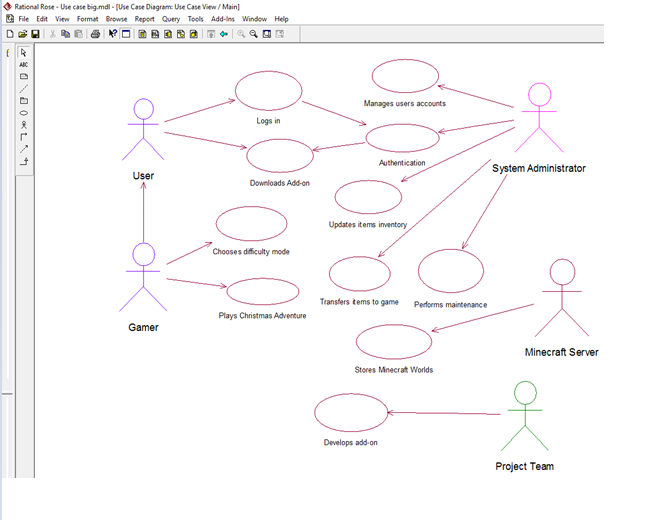 Rational Rose - Use case big.mdl - [Use Case Diagram: Use Case View / Main]
File Edit View Format Browse Report Query Tools Add-Ins Window Help
ABC
Manages users accounts
Logs in
Authentication
System Administrator
User
Downloads Add-on
Updates items inventory
Chooses difficulty mode
Transfers items to game
Performs maintenance
Plays Christmas Adventure
Gamer
Minecraft Server
Stores Minecraft Worlds
Develops add-on
Project Team